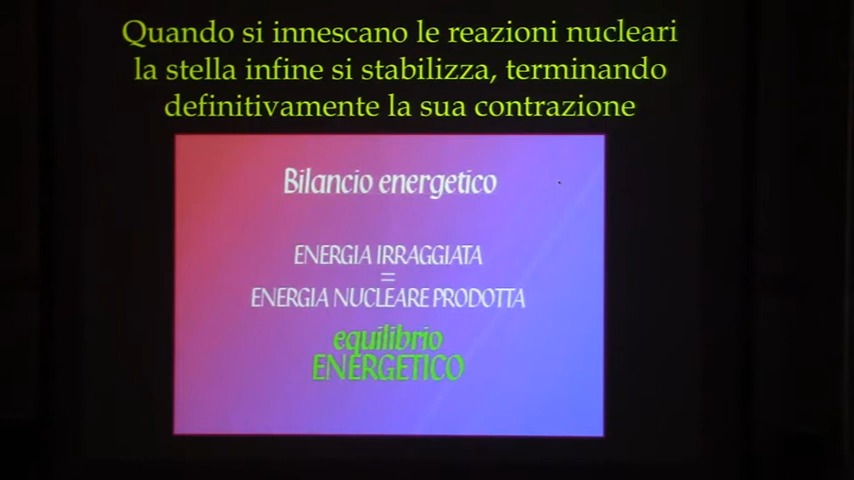 Quando si innescano le reazioni nucleari
la stella infine si stabilizza, terminando
definitivamente la sua contrazione
Bilancio energetico
ENERGIA IRRAGGIATA
=
ENERGIA NUCLEARE PRODOTTA
equilibrio
ENERGETICO